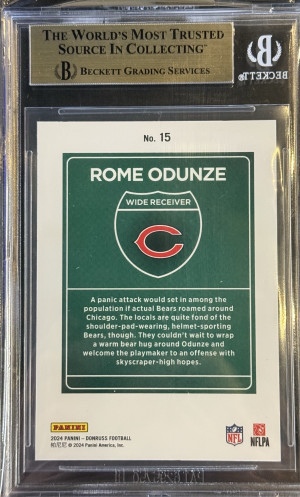 THE WORLD'S MOST TRUSTED
SOURCE IN COLLECTING™
BECKETT GRADING SERVICES
BECKETT
No. 15
ROME ODUNZE
WIDE RECEIVER
A panic attack would set in among the
population if actual Bears roamed around
Chicago. The locals are quite fond of the
shoulder-pad-wearing, helmet-sporting
Bears, though. They couldn't wait to wrap
a warm bear hug around Odunze and
welcome the playmaker to an offense with
skyscraper-high hopes.
PANINI
2024 PANINI – DONRUSS FOOTBALL
© 2024 Panini America, Inc.
NFL
NFLPA